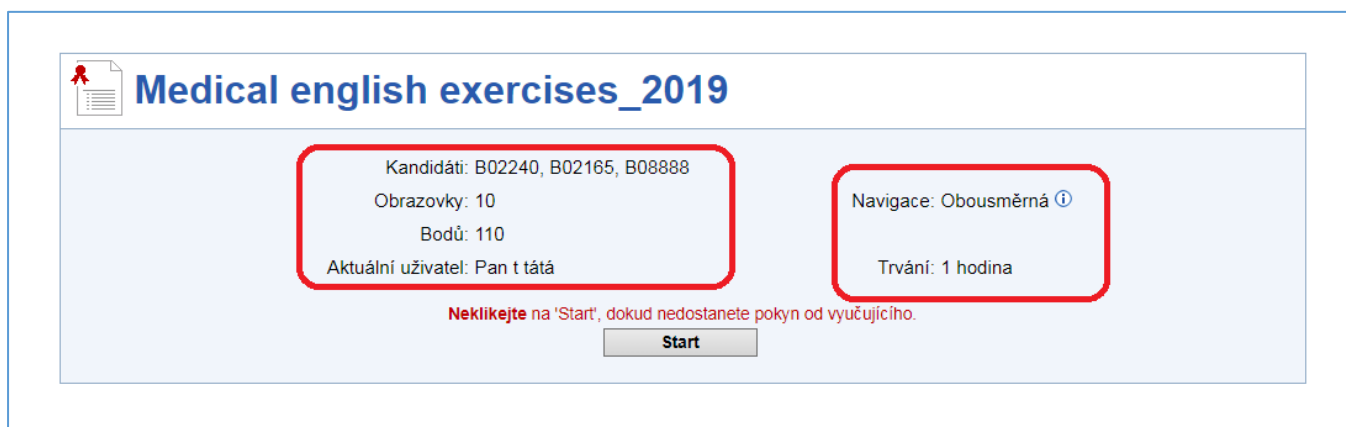 Medical english exercises_2019
Kandidáti: B02240, B02165, B08888
Obrazovky: 10
Navigace: Obousměrná
Bodů: 110
Aktuální uživatel: Pan t tátá
Trvání: 1 hodina
Neklikejte na 'Start', dokud nedostanete pokyn od vyučujícího.
Start